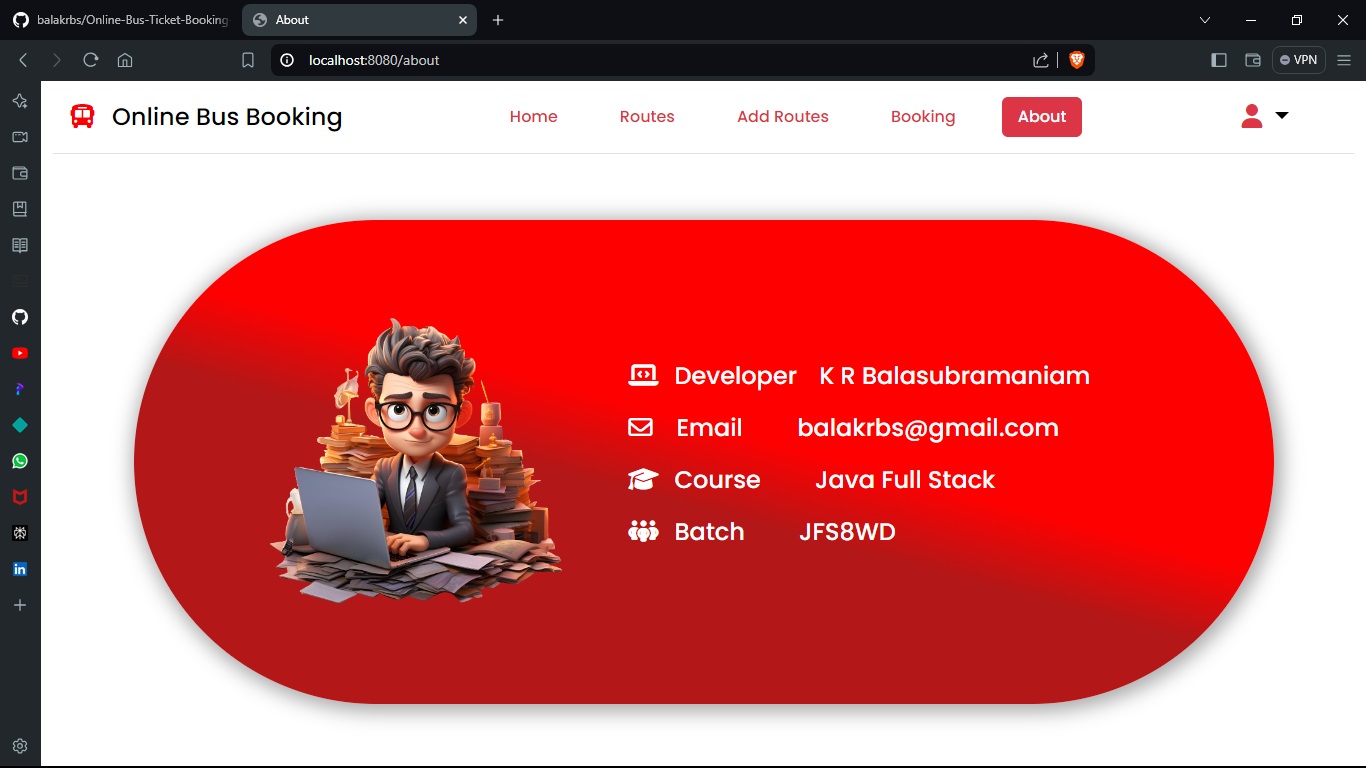 balakrbs/Online-Bus-Ticket-Booking
About
localhost:8080/about
VPN
Online Bus Booking
Home
Routes
Add Routes
Booking
About
Developer K R Balasubramaniam
Email balakrbs@gmail.com
Course Java Full Stack
Batch JFS8WD
in